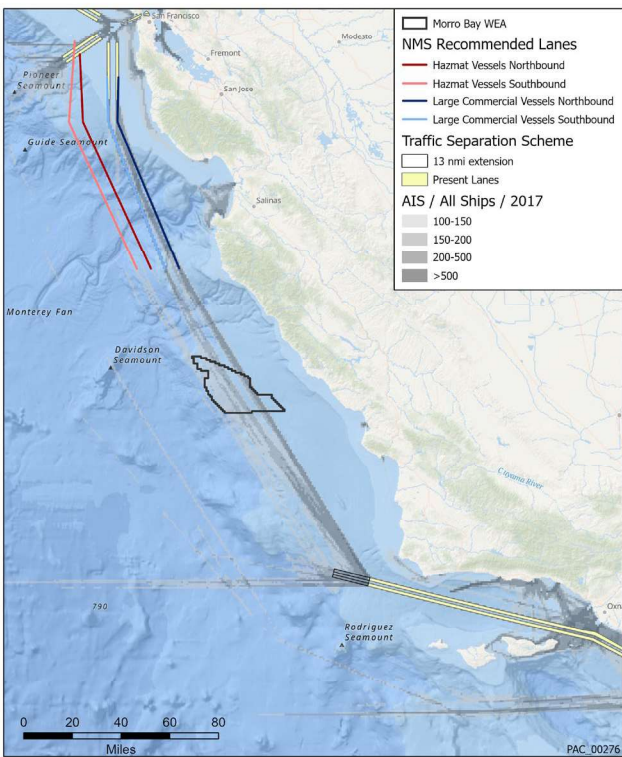 San Francisco
Modesto
Fremont
Pioneer
Seamount
San Jose
Guide Seamount
Salinas
Monterey Fan
Davidson
Seamount
Cuyama River
790
Rodriguez
Seamount
Oxna
0 20 40 60 80
Miles
PAC_00276
Morro Bay WEA
NMS Recommended Lanes
Hazmat Vessels Northbound
Hazmat Vessels Southbound
Large Commercial Vessels Northbound
Large Commercial Vessels Southbound
Traffic Separation Scheme
13 nmi extension
Present Lanes
AIS / All Ships / 2017
100-150
150-200
200-500
>500